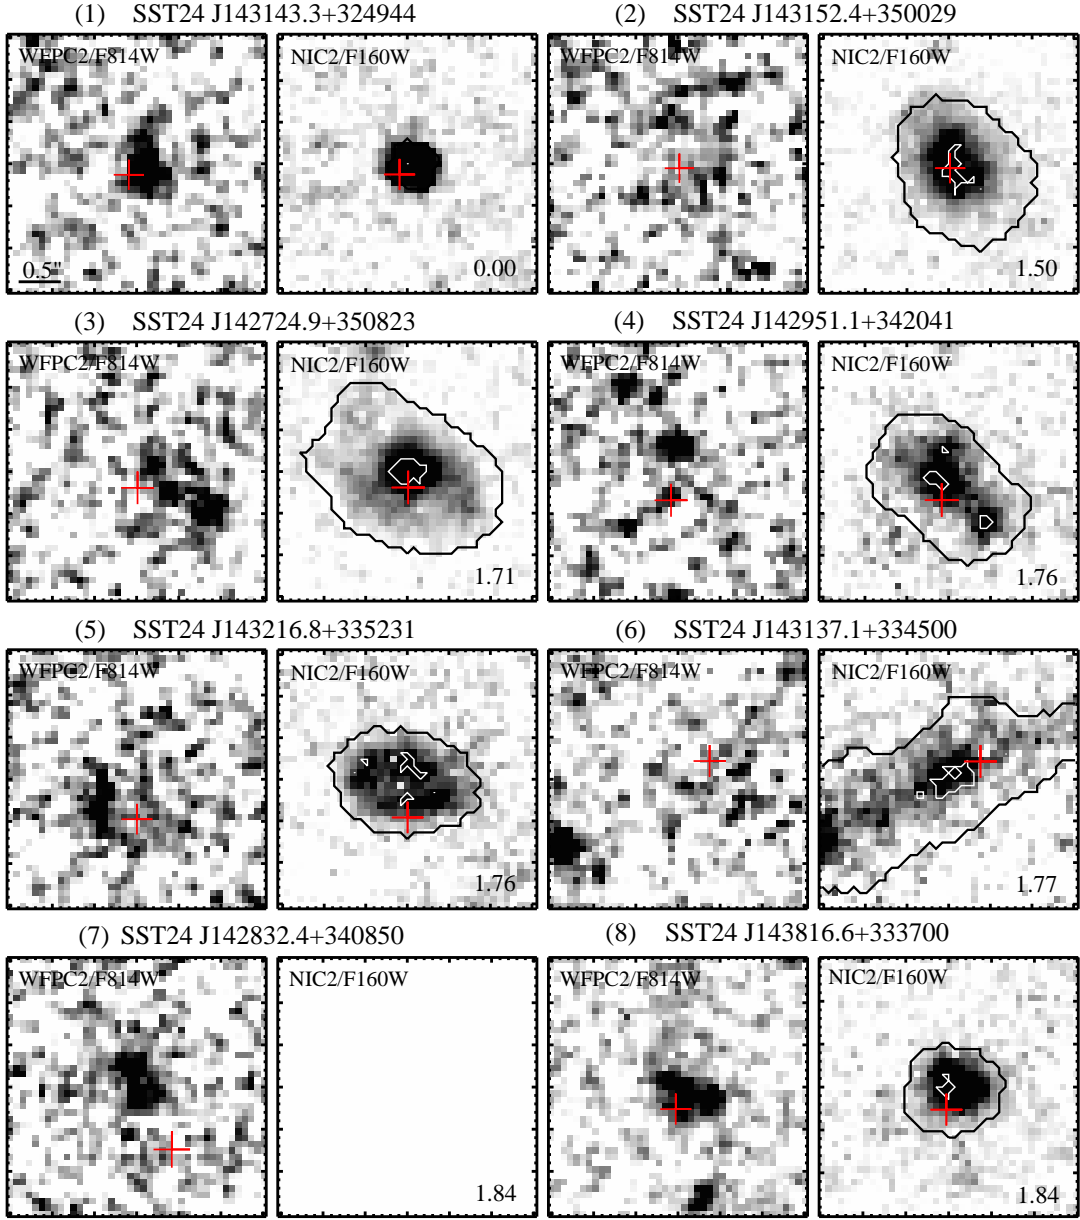 (1) SST24 J143143.3+324944
(2) SST24 J143152.4+350029
WFPC2/F814W
NIC2/F160W
WFPC2/F814W
NIC2/F160W
0.5"
0.00
1.50
(3) SST24 J142724.9+350823
(4) SST24 J142951.1+342041
WFPC2/F814W
NIC2/F160W
WFPC2/F814W
NIC2/F160W
1.71
1.76
(5) SST24 J143216.8+335231
(6) SST24 J143137.1+334500
WFPC2/F814W
NIC2/F160W
WFPC2/F814W
NIC2/F160W
1.76
1.77
(7) SST24 J142832.4+340850
(8) SST24 J143816.6+333700
WFPC2/F814W
NIC2/F160W
WFPC2/F814W
NIC2/F160W
1.84
1.84